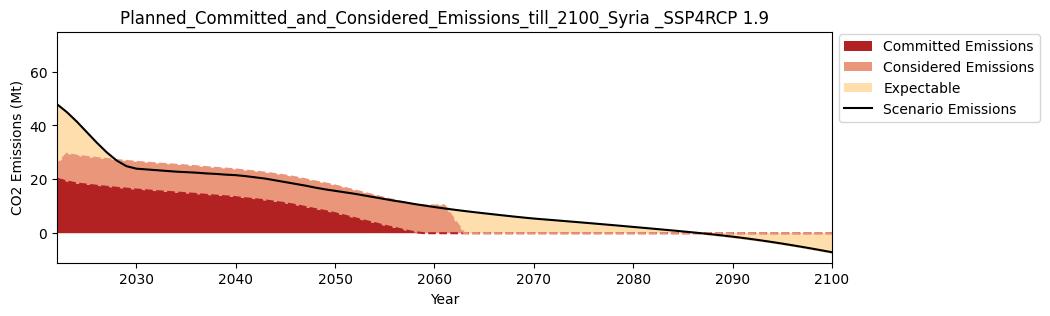 Planned_Committed_and_Considered_Emissions_till_2100_Syria _SSP4RCP 1.9
Committed Emissions
Considered Emissions
Expectable
Scenario Emissions
CO2 Emissions (Mt)
60
40
20
0
2030
2040
2050
2060
2070
2080
2090
2100
Year